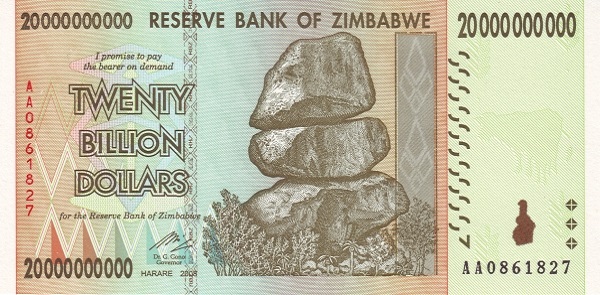 20000000000 RESERVE BANK OF ZIMBABWE 20000000000
I promise to pay
the bearer on demand
TWENTY
BILLION
DOLLARS
for the Reserve Bank of Zimbabwe
Dr. G. Gono
Governor
HARARE 2008
20000000000
AA0861827
AA0861827